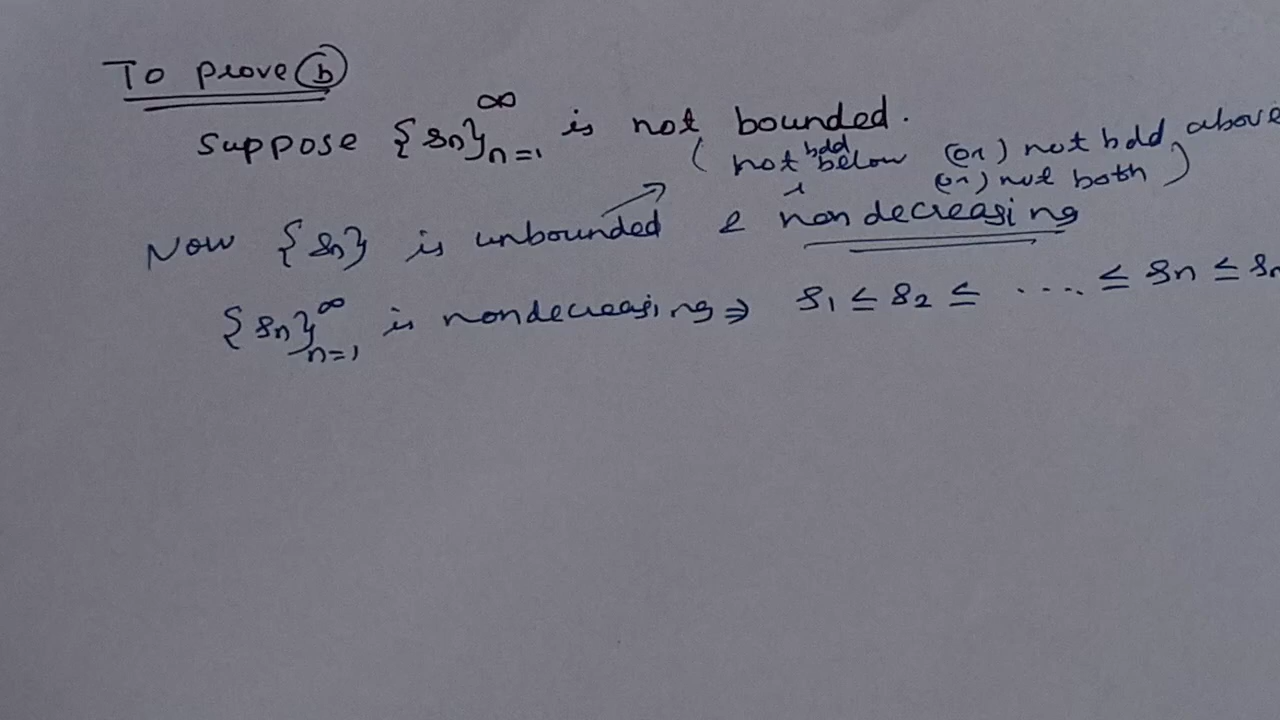 To prove (b)
Suppose {sn}∞n=1 is not bounded.
( not bdd below (or) not bdd above
(or) not both )
Now {sn} is unbounded & nondecreasing
{sn}∞n=1 is nondecreasing ⇒ s1 ≤ s2 ≤ .... ≤ sn ≤ sn